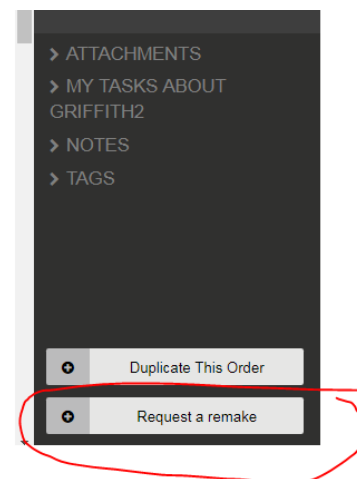 > ATTACHMENTS
> MY TASKS ABOUT
GRIFFITH2
> NOTES
> TAGS
Duplicate This Order
Request a remake